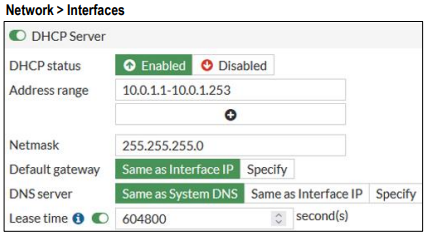 Network > Interfaces
DHCP Server
DHCP status Enabled Disabled
Address range 10.0.1.1-10.0.1.253
Netmask 255.255.255.0
Default gateway Same as Interface IP Specify
DNS server Same as System DNS Same as Interface IP Specify
Lease time 604800 second(s)